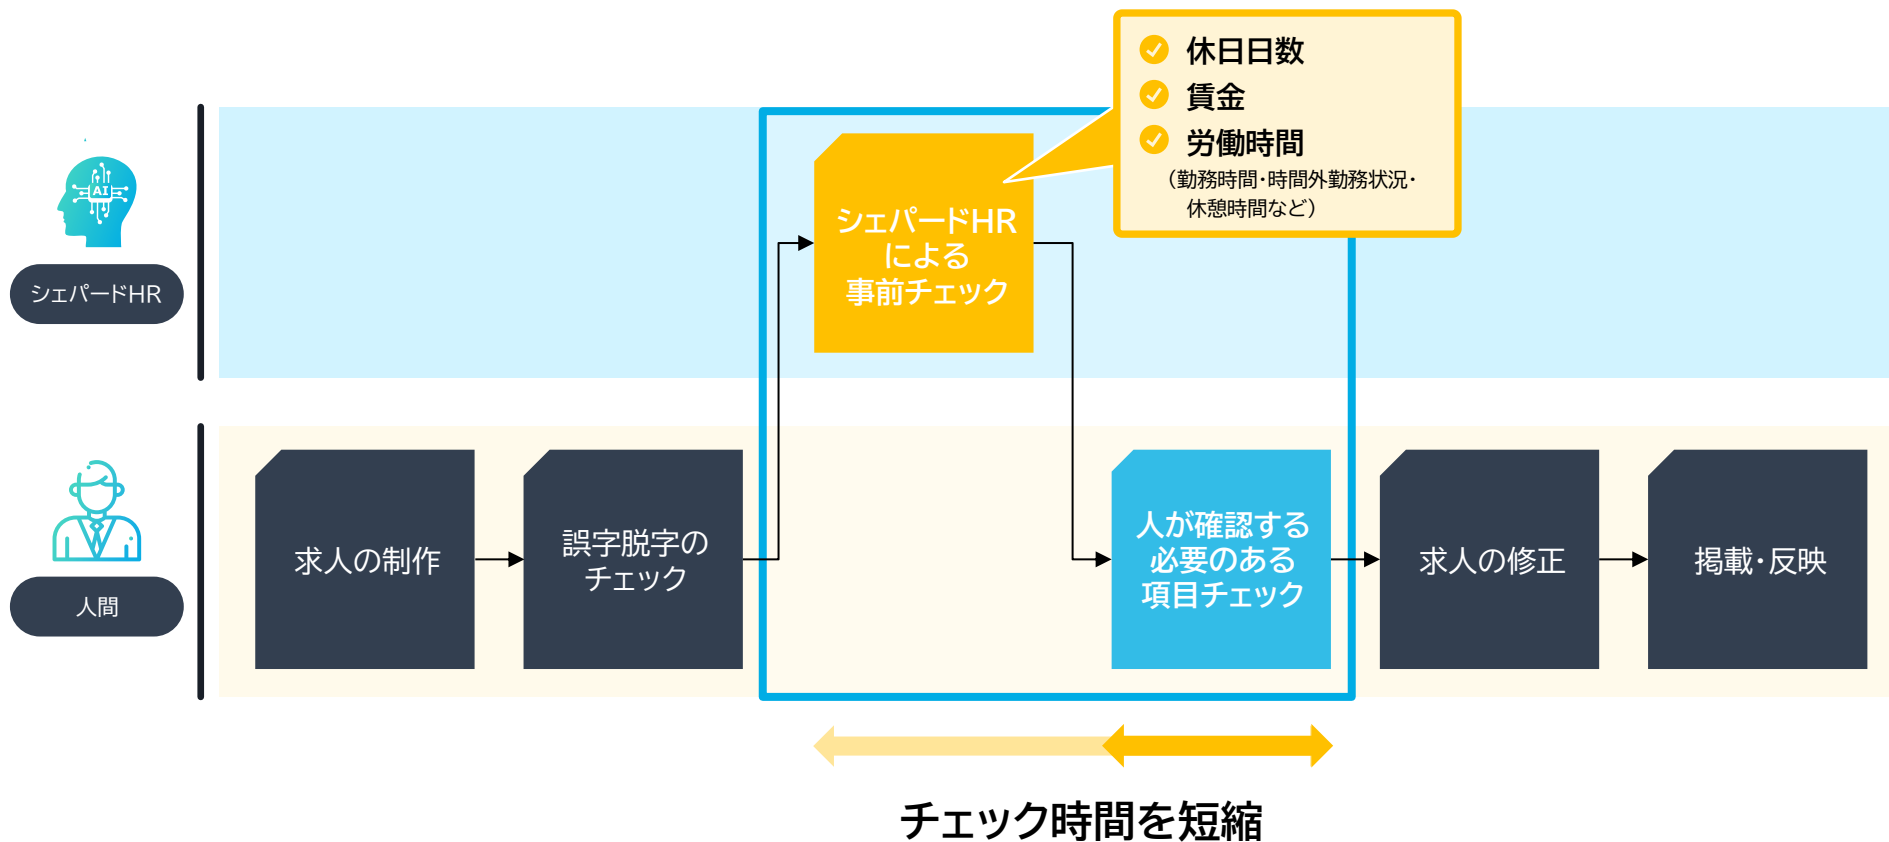 休日日数
賃金
労働時間
（勤務時間・時間外勤務状況・
休憩時間など）
AI
シェパードHR
シェパードHR
による
事前チェック
人間
求人の制作
誤字脱字の
チェック
人が確認する
必要のある
項目チェック
求人の修正
掲載・反映
チェック時間を短縮